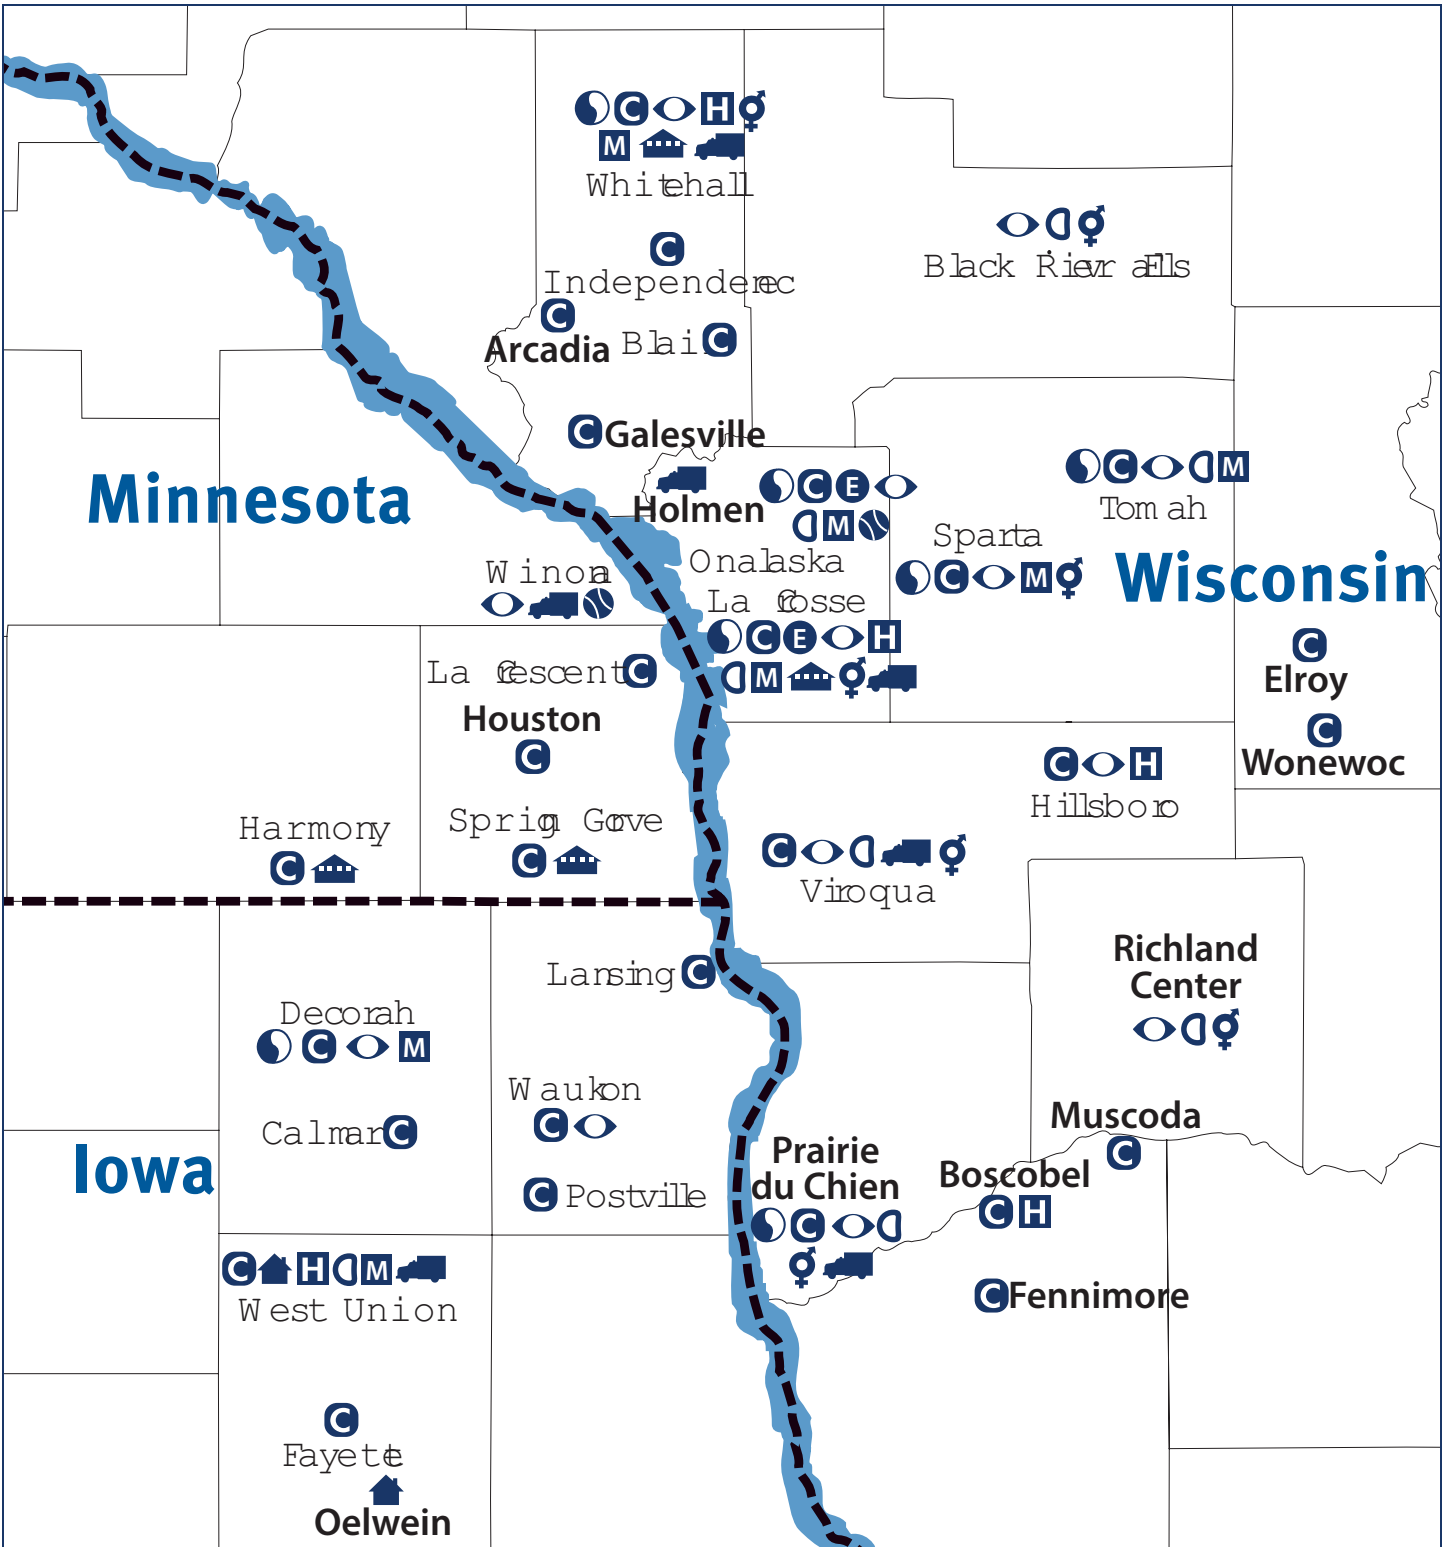 C H
M
Whitehall
C
Independenc
C
Arcadia
Blair C
Black River Falls
C Galesville
Minnesota
Holmen
C E
M
Onalaska
C M
Tomah
Sparta
C M
Wisconsin
Winona
La Crosse
C E H
M
La Crescent C
Houston
C
C
Elroy
C
Wonewoc
C H
Hillsboro
Harmony
C
Spring Grove
C
C
Viroqua
Lansing C
Richland
Center
Decorah
C M
Waukon
C
Calmar C
Iowa
C Postville
Prairie
du Chien
C
Muscoda
C
Boscobel
C H
C Fennimore
C H M
West Union
C
Fayette
Oelwein